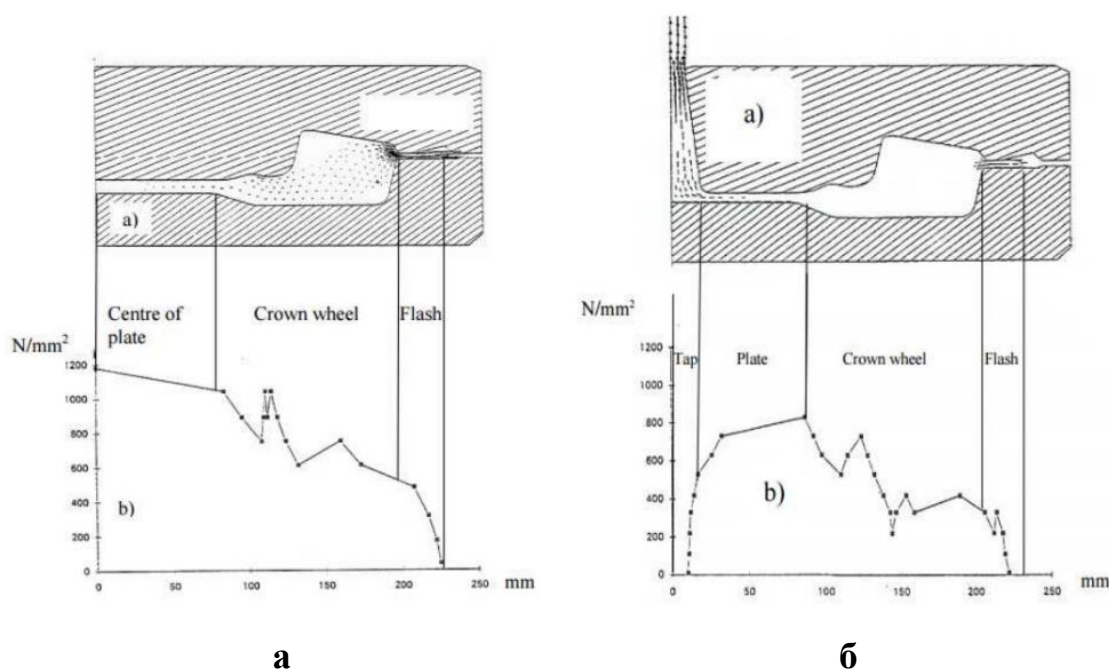 a)
Centre of
plate
Crown wheel
Flash
N/mm²
1200
1000
800
600
400
200
0
b)
0
50
100
150
200
250
mm
a)
N/mm²
Tap
Plate
Crown wheel
Flash
1200
1000
800
600
400
200
0
b)
0
50
100
150
200
250
mm
а
б